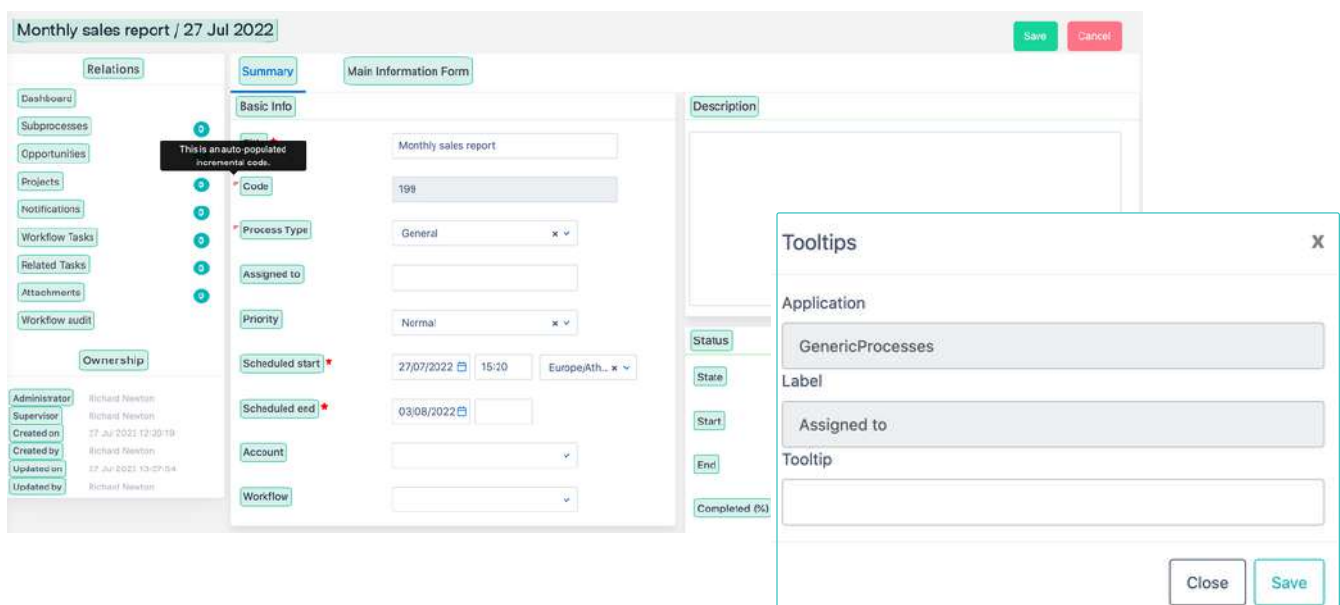 Monthly sales report / 27 Jul 2022
Save
Cancel
Relations
Dashboard
Subprocesses
Opportunities
Projects
Notifications
Workflow Tasks
Related Tasks
Attachments
Workflow audit
Ownership
Administrator Richard Newton
Supervisor Richard Newton
Created on
Created by Richard Newton
Updated on
Updated by Richard Newton
Summary
Main Information Form
Basic Info
Monthly sales report
This is an auto-populated
incremental code.
Code
199
Process Type
General
Assigned to
Priority
Normal
Scheduled start *
27/07/2022
15:20
Europe/Ath...
Scheduled end *
03/08/2022
Account
Workflow
Description
Status
State
Start
End
Completed (%)
Tooltips
X
Application
GenericProcesses
Label
Assigned to
Tooltip
Close
Save